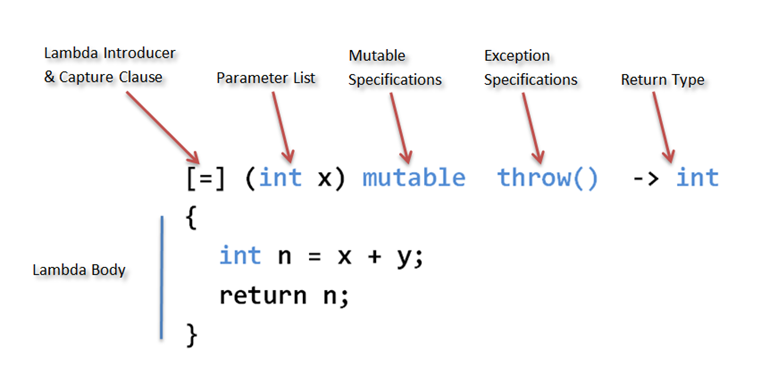 Lambda Introducer
& Capture Clause
Parameter List
Mutable
Specifications
Exception
Specifications
Return Type
[=] (int x) mutable throw() -> int
{
int n = x + y;
return n;
}
Lambda Body